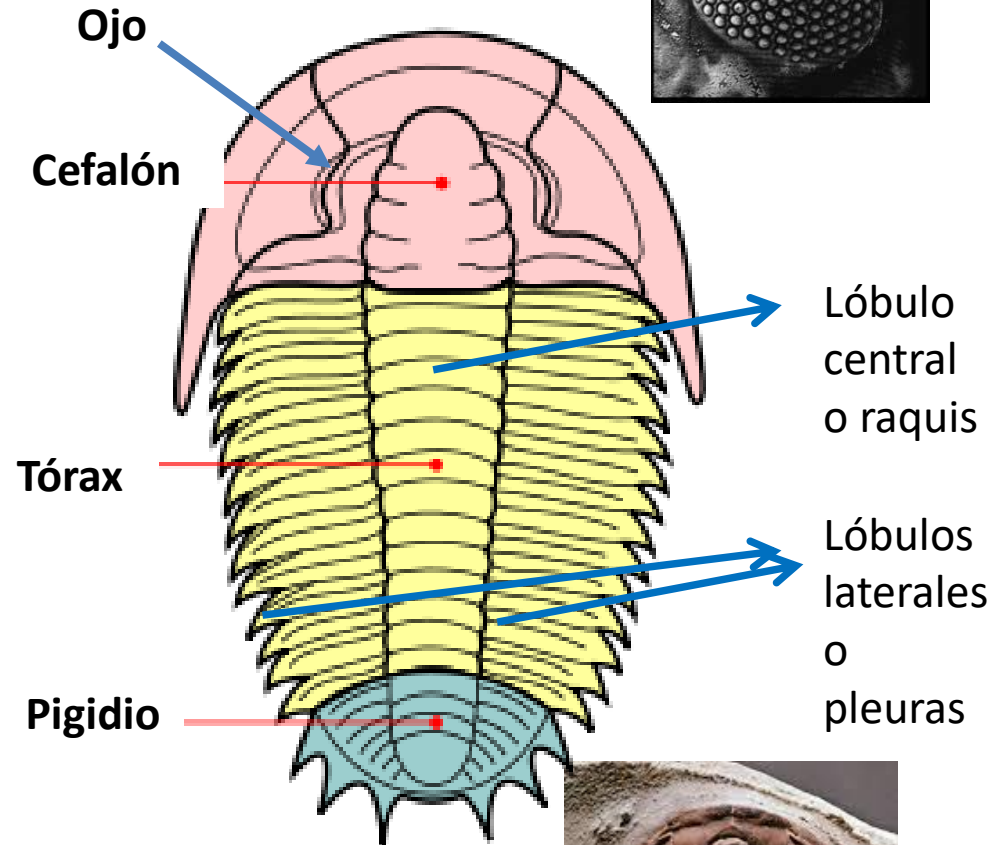 Ojo
Cefalón
Lóbulo
central
o raquis
Tórax
Lóbulos
laterales
o
pleuras
Pigidio